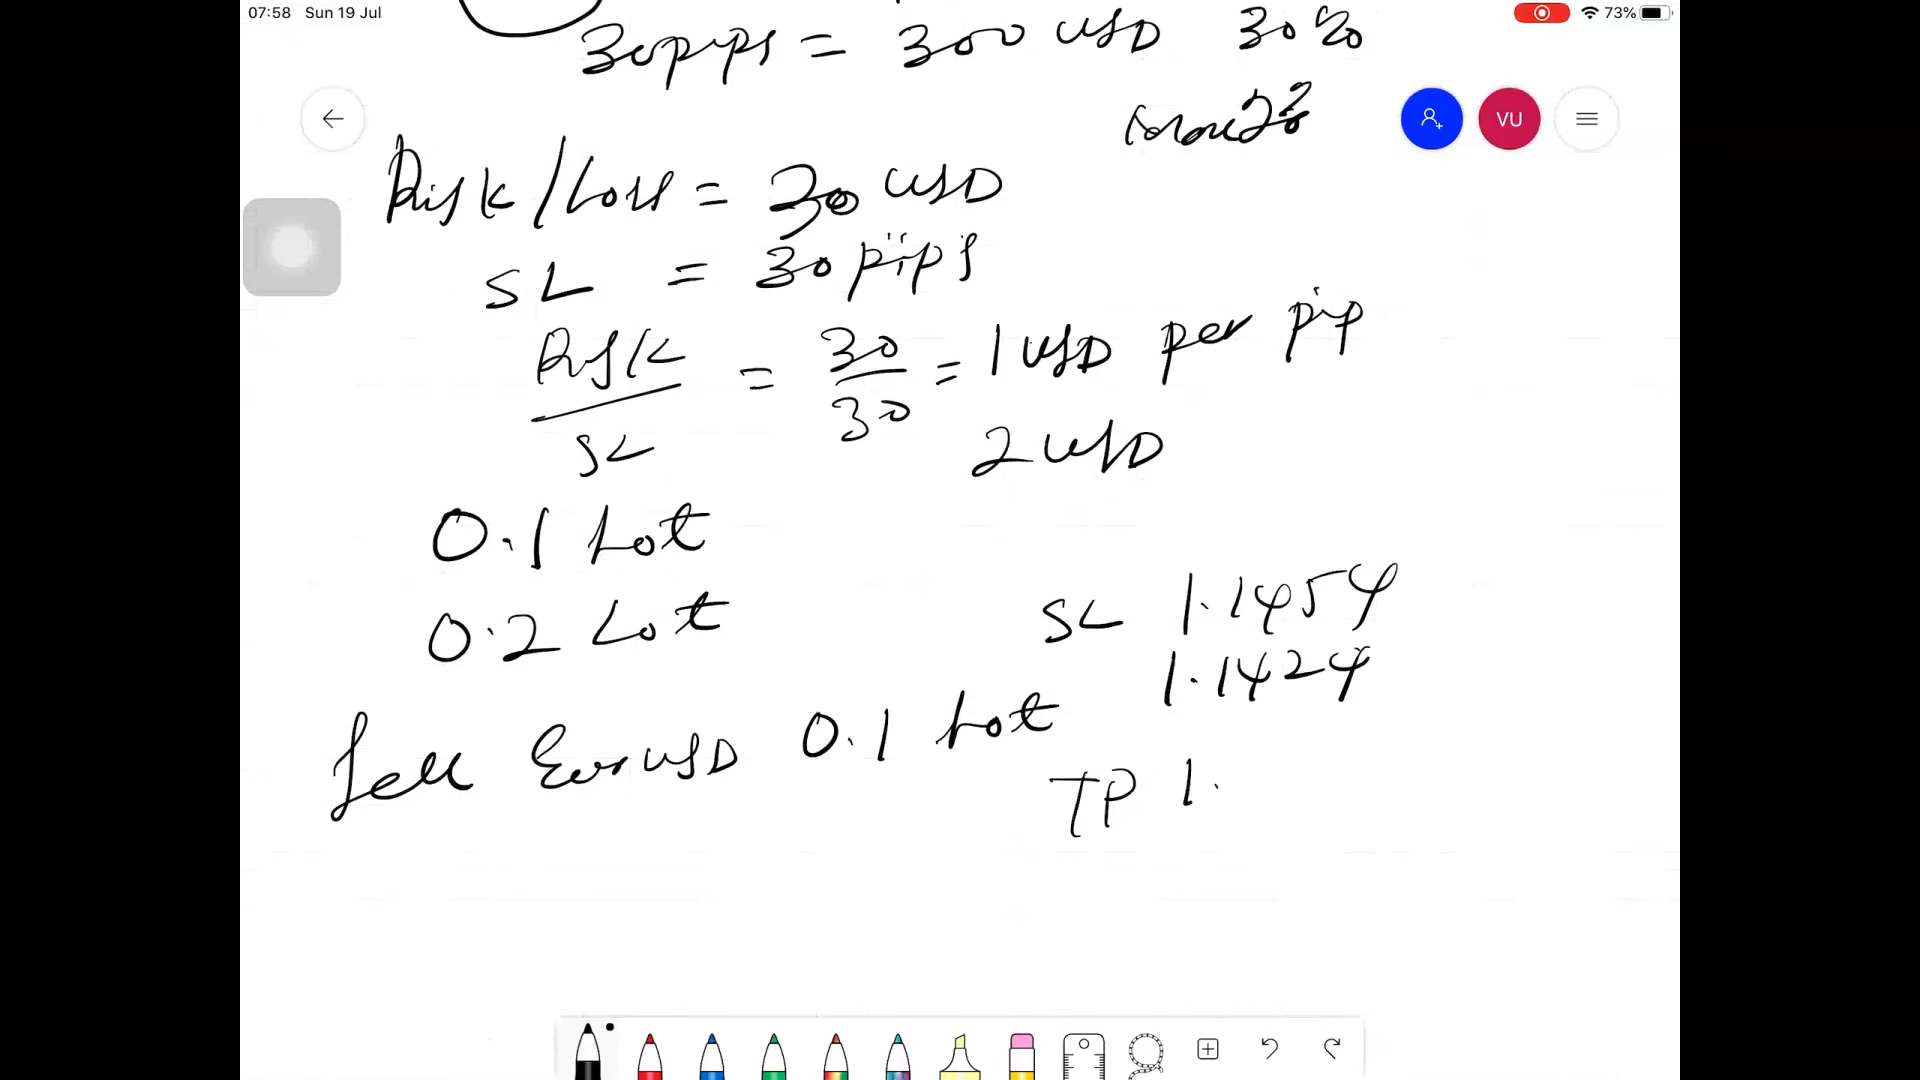 07:58 Sun 19 Jul 73%
30pips = 300 USD 30%
VU
Risk/Loss = 30 USD
SL = 30 pips
Risk = 30 = 1 USD per pip
SL 30 2 USD
0.1 Lot
0.2 Lot
SL 1.1454
1.1424
Sell EurUSD 0.1 Lot
TP 1.